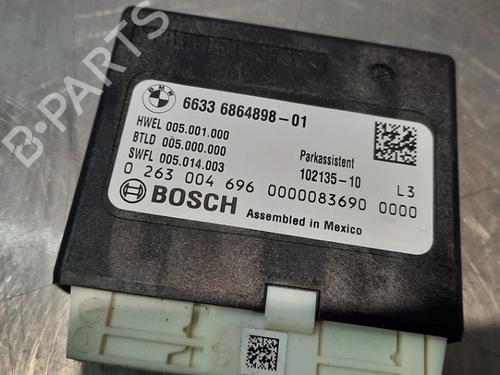 BMW
6633 6864898-01
HWEL 005.001.000
BTLD 005.000.000
SWFL 005.014.003
Parkassistent
102135-10
L3
0 263 004 696 0000083690 0000
BOSCH
Assembled in Mexico
B-PARTS